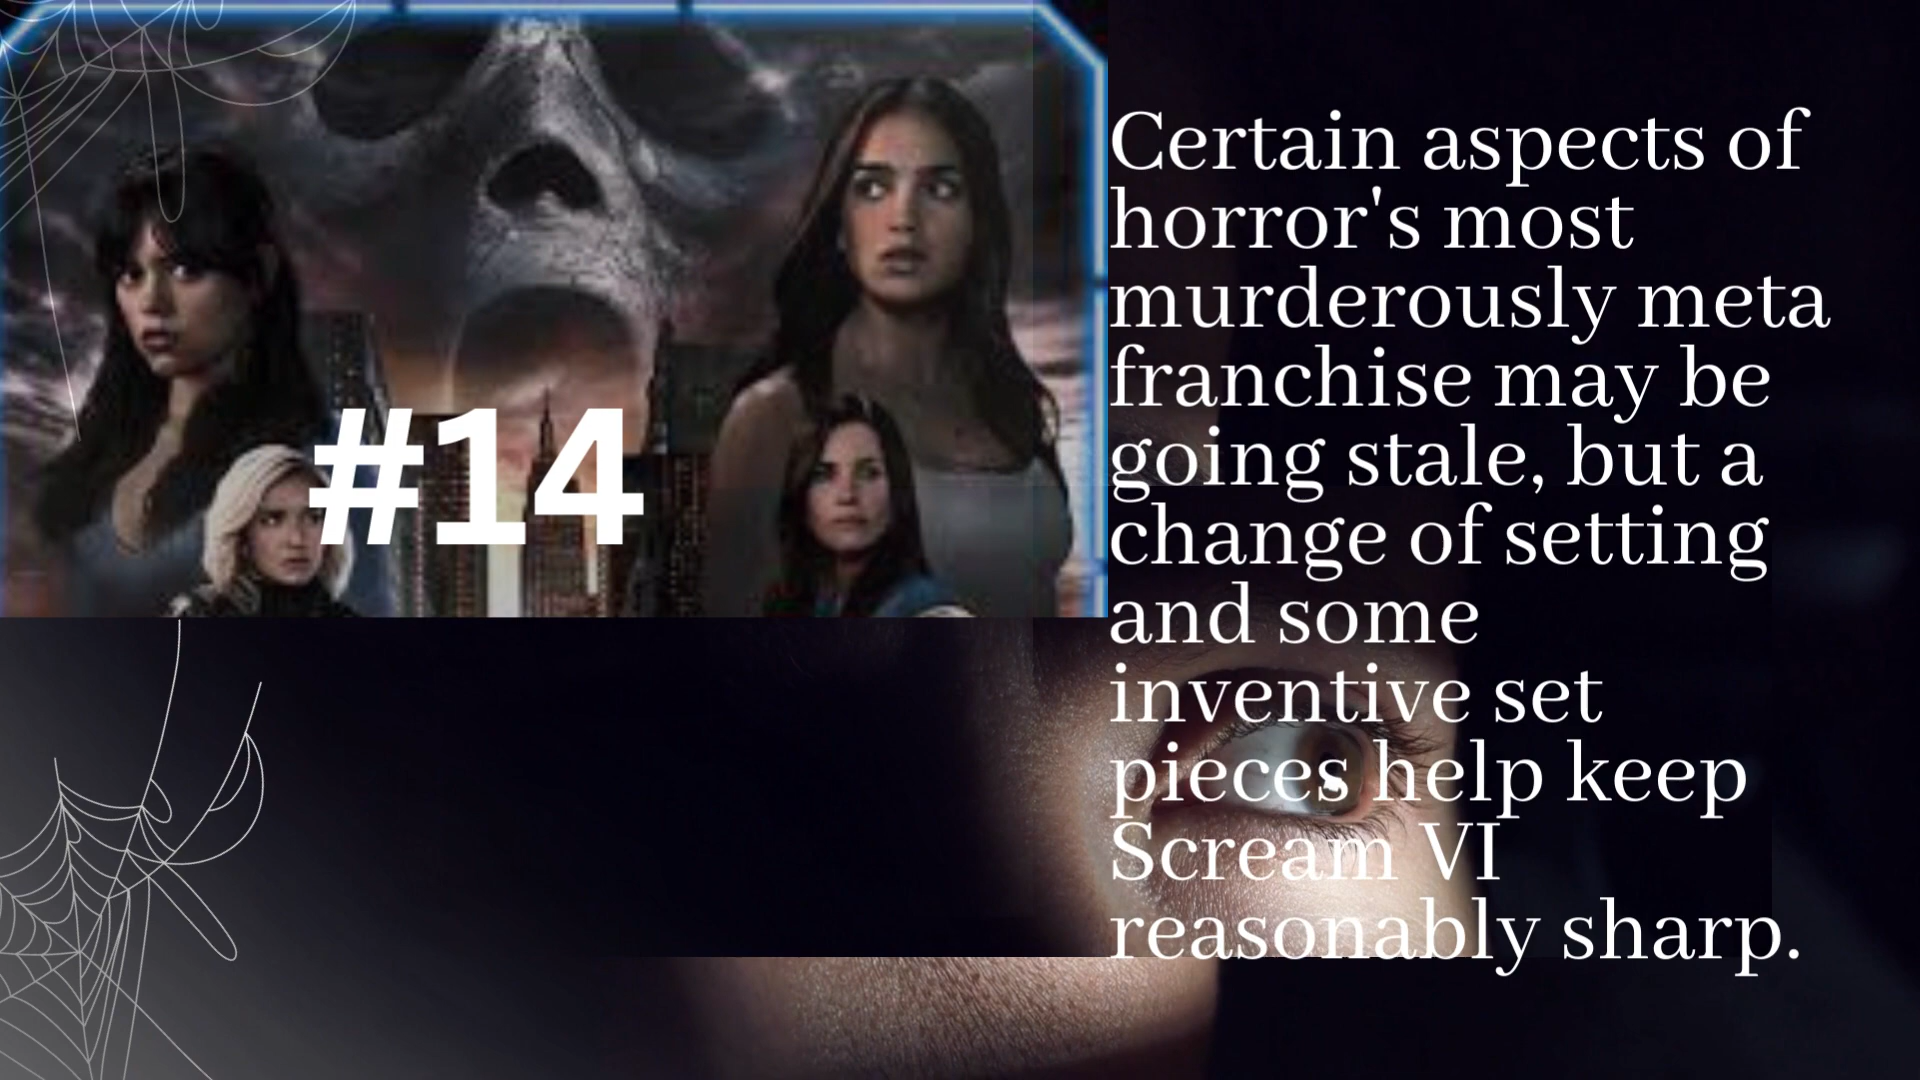 #14
Certain aspects of
horror's most
murderously meta
franchise may be
going stale, but a
change of setting
and some
inventive set
pieces help keep
Scream VI
reasonably sharp.